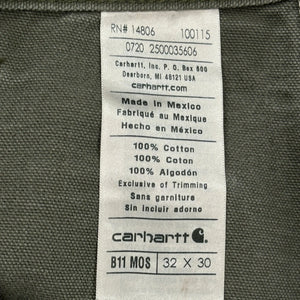 RN# 14806 100115
0720 2500035606
Carhartt, Inc. P. O. Box 600
Dearborn, MI 48121 USA
carhartt.com
Made in Mexico
Fabriqué au Mexique
Hecho en México
100% Cotton
100% Coton
100% Algodón
Exclusive of Trimming
Sans garniture
Sin incluir adorno
carhartt
B11 MOS 32 X 30